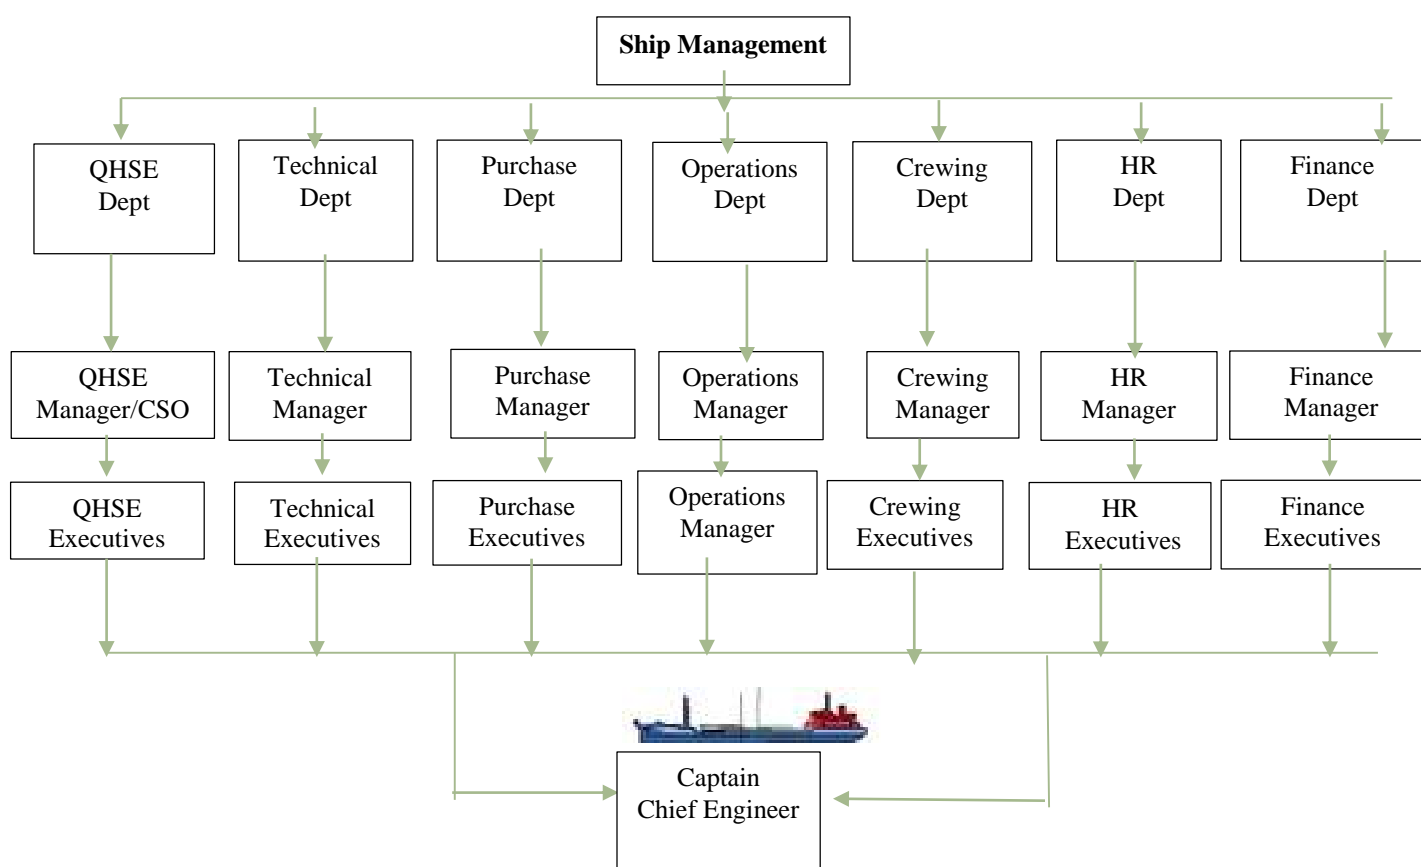 Ship Management
QHSE
Dept
Technical
Dept
Purchase
Dept
Operations
Dept
Crewing
Dept
HR
Dept
Finance
Dept
QHSE
Manager/CSO
Technical
Manager
Purchase
Manager
Operations
Manager
Crewing
Manager
HR
Manager
Finance
Manager
QHSE
Executives
Technical
Executives
Purchase
Executives
Operations
Manager
Crewing
Executives
HR
Executives
Finance
Executives
Captain
Chief Engineer